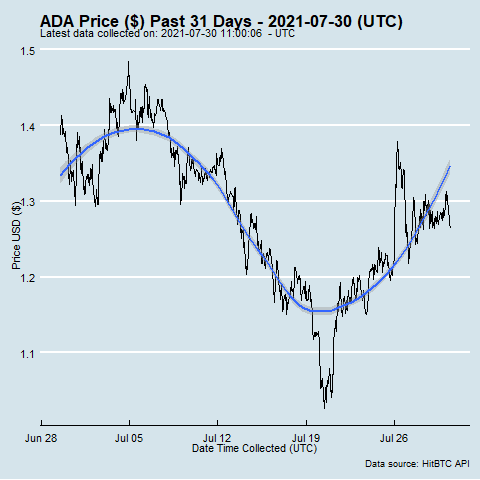 ADA Price ($) Past 31 Days - 2021-07-30 (UTC)
Latest data collected on: 2021-07-30 11:00:06 - UTC
1.5
1.4
1.3
1.2
1.1
Price USD ($)
Jun 28
Jul 05
Jul 12
Jul 19
Jul 26
Date Time Collected (UTC)
Data source: HitBTC API